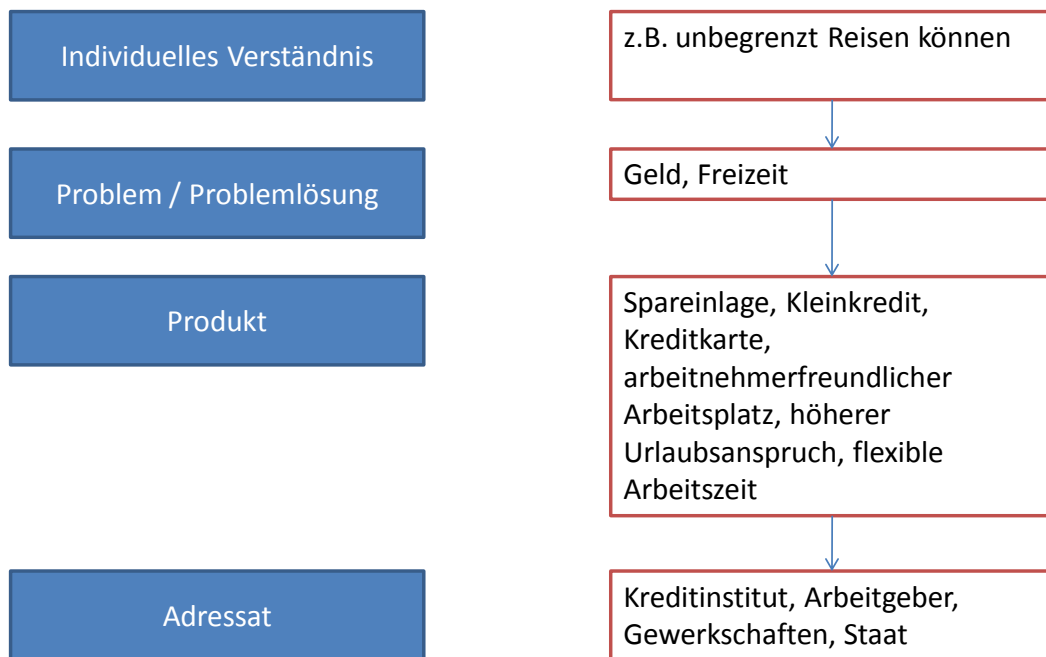 Individuelles Verständnis
z.B. unbegrenzt Reisen können
Problem / Problemlösung
Geld, Freizeit
Produkt
Spareinlage, Kleinkredit,
Kreditkarte,
arbeitnehmerfreundlicher
Arbeitsplatz, höherer
Urlaubsanspruch, flexible
Arbeitszeit
Adressat
Kreditinstitut, Arbeitgeber,
Gewerkschaften, Staat